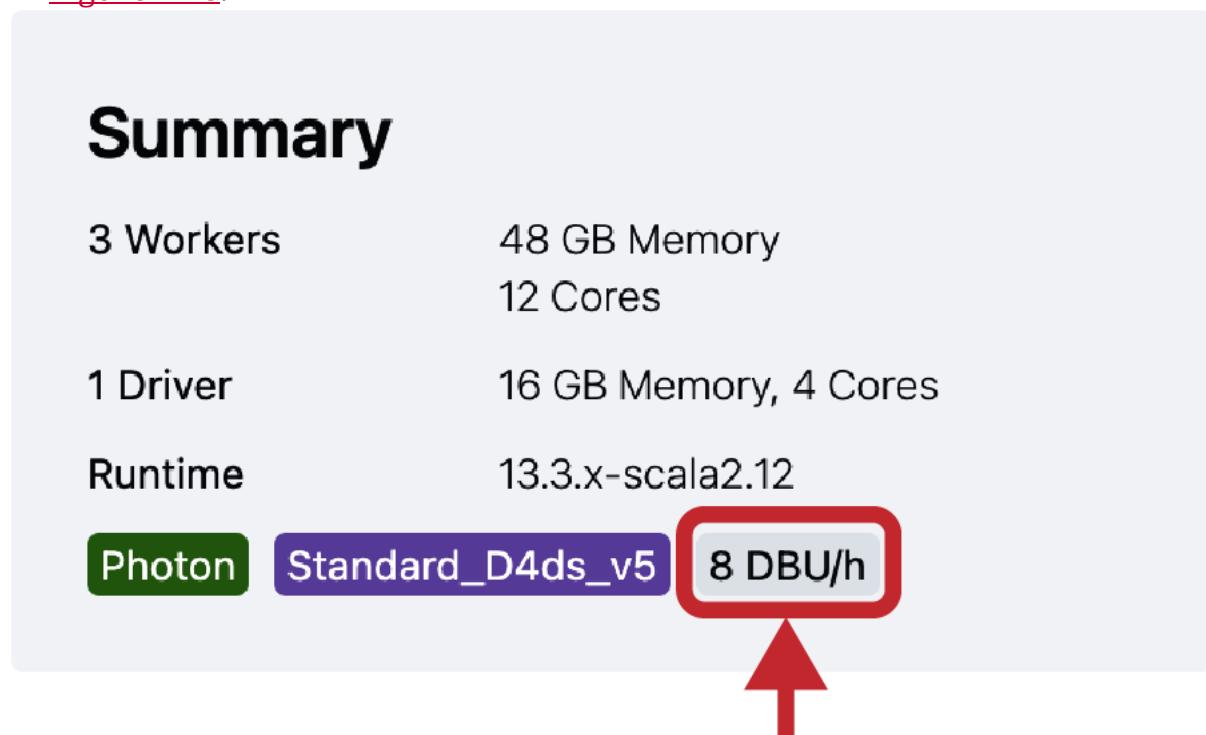 Summary
3 Workers 48 GB Memory
12 Cores
1 Driver 16 GB Memory, 4 Cores
Runtime 13.3.x-scala2.12
Photon Standard_D4ds_v5 8 DBU/h